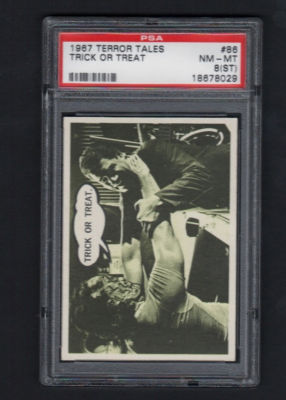 PSA
1967 TERROR TALES #86
TRICK OR TREAT NM - MT
8(ST)
18678029
TRICK OR TREAT.